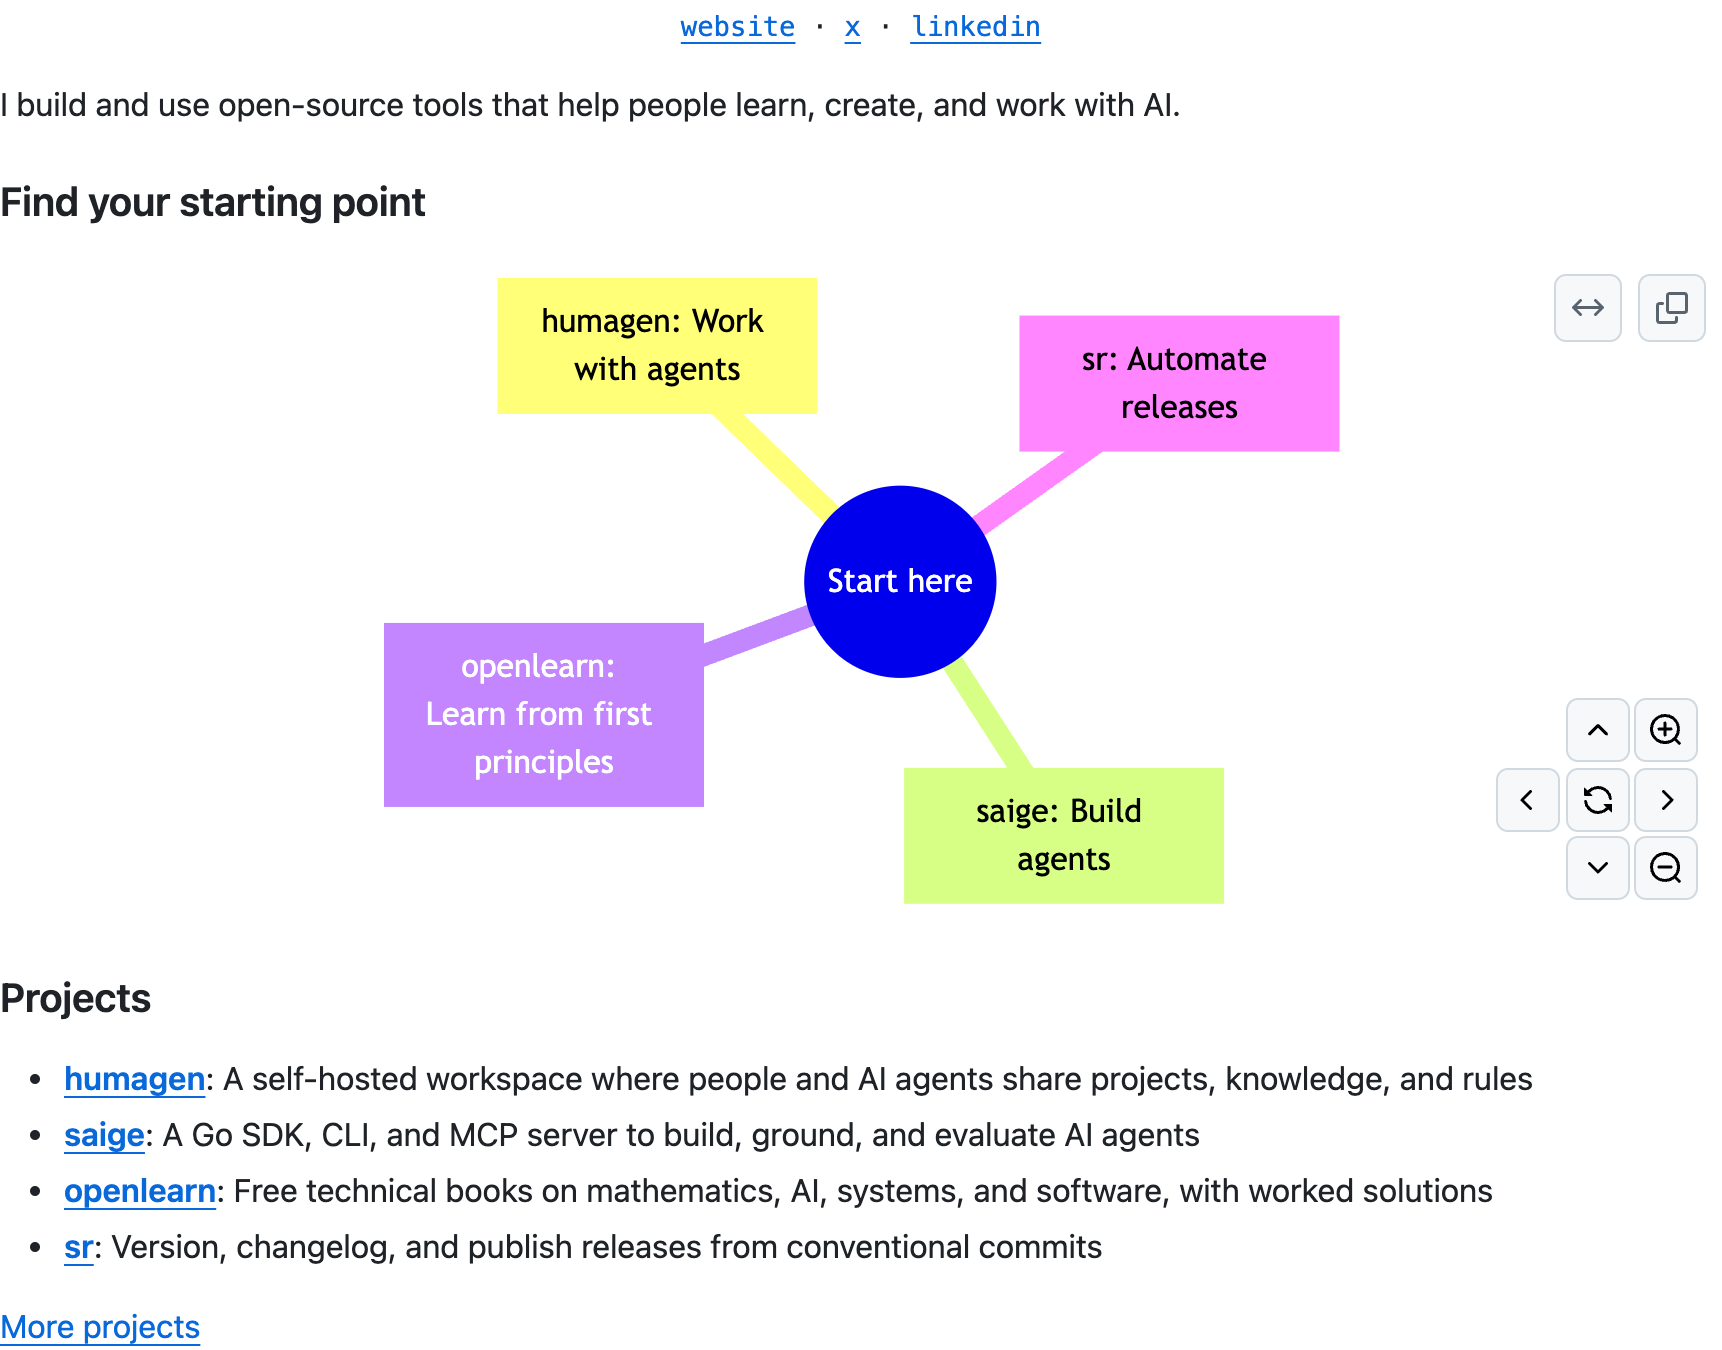 website · x · linkedin
I build and use open-source tools that help people learn, create, and work with AI.
Find your starting point
humagen: Work
with agents
sr: Automate
releases
Start here
openlearn:
Learn from first
principles
saige: Build
agents
Projects
• humagen: A self-hosted workspace where people and AI agents share projects, knowledge, and rules
• saige: A Go SDK, CLI, and MCP server to build, ground, and evaluate AI agents
• openlearn: Free technical books on mathematics, AI, systems, and software, with worked solutions
• sr: Version, changelog, and publish releases from conventional commits
More projects